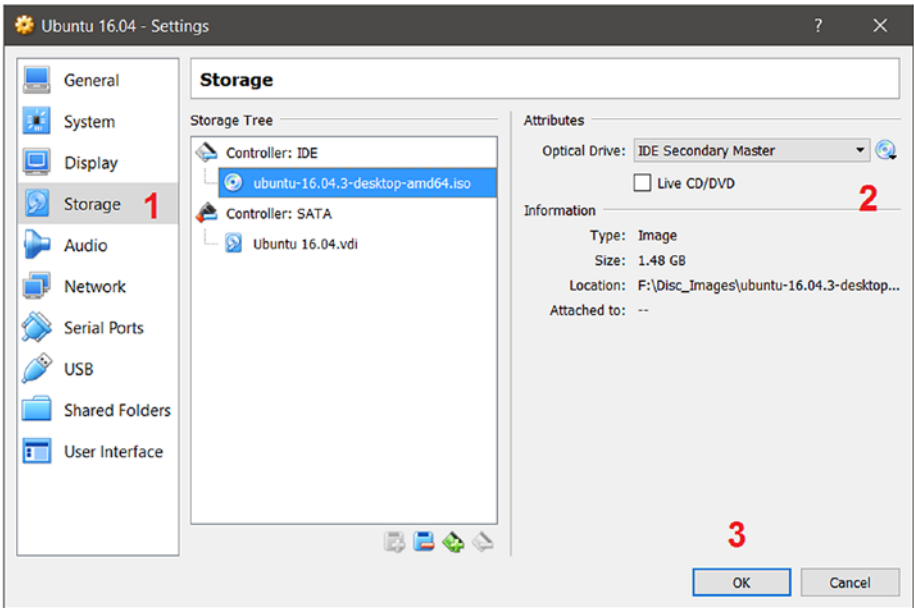 Ubuntu 16.04 - Settings
?
General
System
Display
Storage 1
Audio
Network
Serial Ports
USB
Shared Folders
User Interface
Storage
Storage Tree
Controller: IDE
ubuntu-16.04.3-desktop-amd64.iso
Controller: SATA
Ubuntu 16.04.vdi
Attributes
Optical Drive: IDE Secondary Master
Live CD/DVD
2
Information
Type: Image
Size: 1.48 GB
Location: F:\Disc_Images\ubuntu-16.04.3-desktop...
Attached to: --
3
OK Cancel